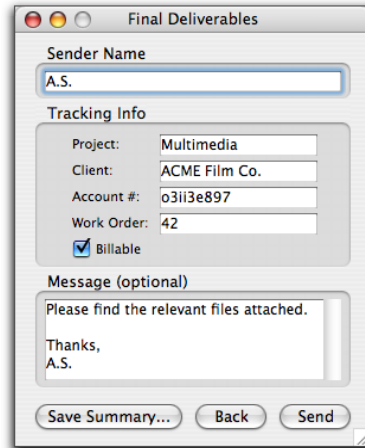 Final Deliverables
Sender Name
A.S.
Tracking Info
Project: Multimedia
Client: ACME Film Co.
Account #: o3ii3e897
Work Order: 42
Billable
Message (optional)
Please find the relevant files attached.
Thanks,
A.S.
Save Summary... Back Send